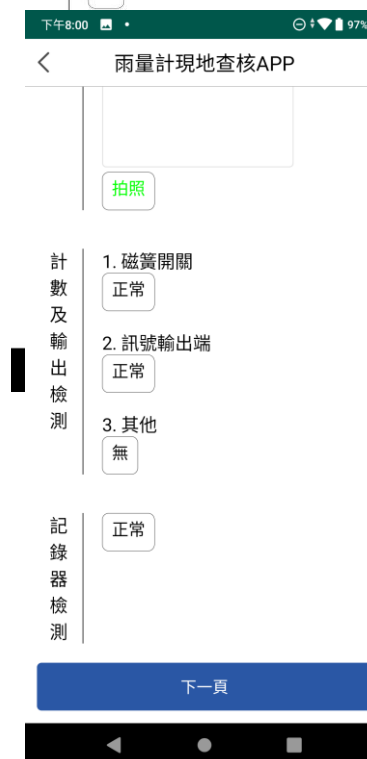 下午8:00
97%
雨量計現地查核APP
拍照
計數及輸出檢測
1. 磁簧開關
正常
2. 訊號輸出端
正常
3. 其他
無
記錄器檢測
正常
下一頁